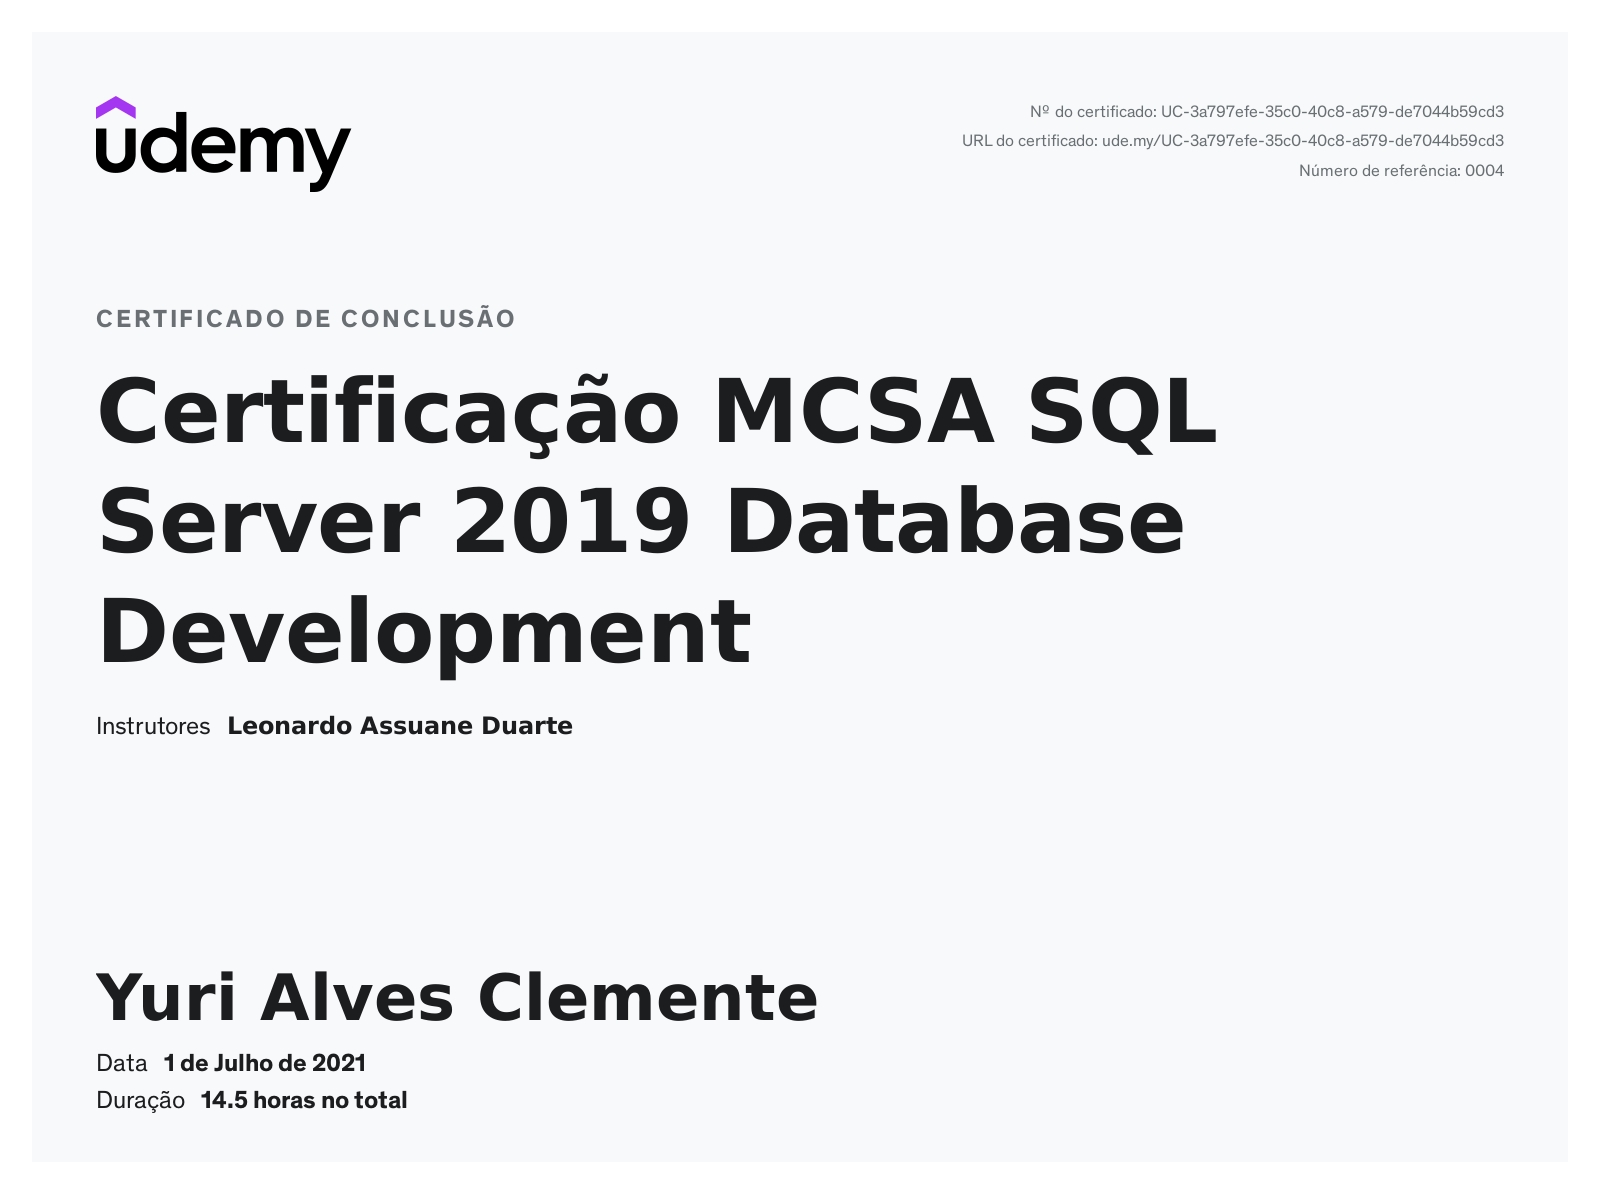 udemy
Nº do certificado: UC-3a797efe-35c0-40c8-a579-de7044b59cd3
URL do certificado: ude.my/UC-3a797efe-35c0-40c8-a579-de7044b59cd3
Número de referência: 0004
CERTIFICADO DE CONCLUSÃO
Certificação MCSA SQL
Server 2019 Database
Development
Instrutores Leonardo Assuane Duarte
Yuri Alves Clemente
Data 1 de Julho de 2021
Duração 14.5 horas no total